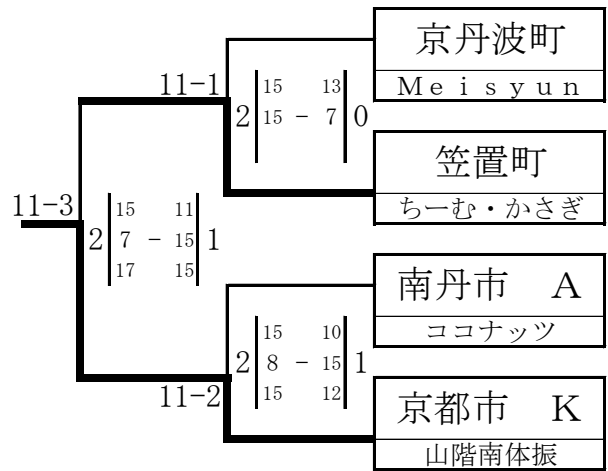 京丹波町
Ｍｅｉｓｙｕｎ
11-1
2 15 13 0
15 - 7
笠置町
ちーむ・かさぎ
11-3
15 11
2 7 - 15 1
17 15
南丹市 Ａ
ココナッツ
15 10
2 8 - 15 1
15 12
11-2
京都市 Ｋ
山階南体振